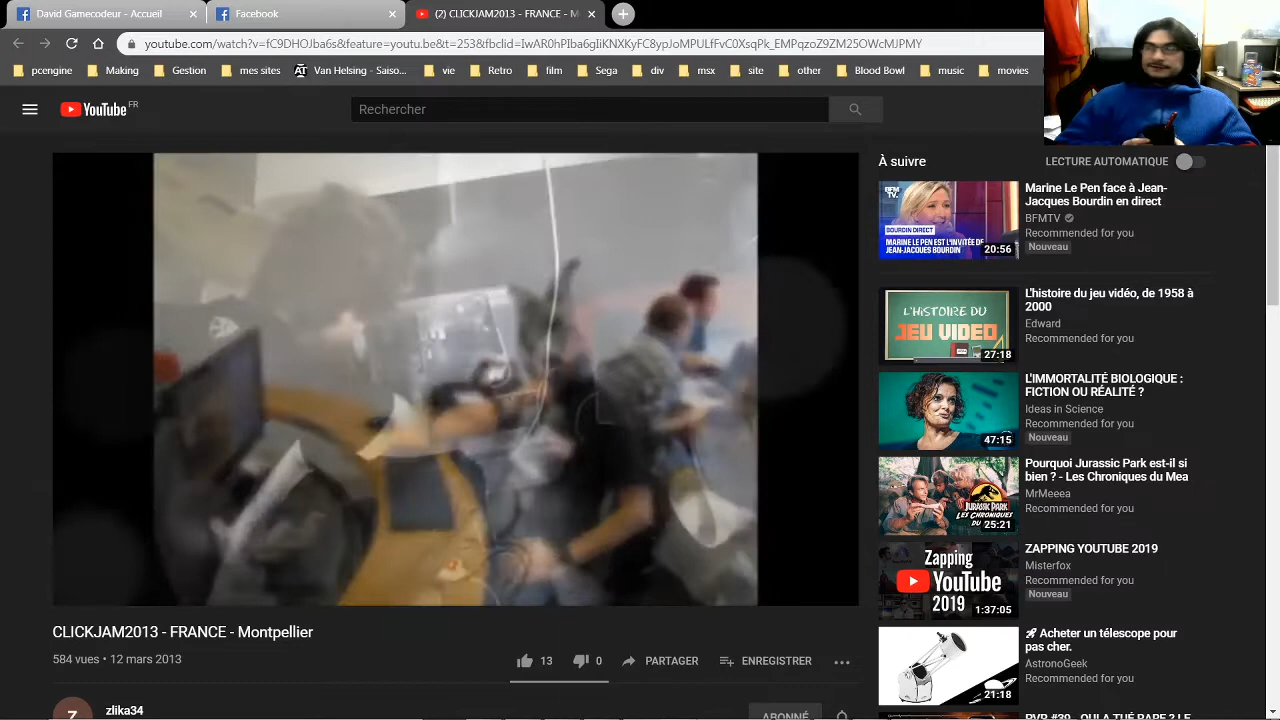 David Gamecodeur - Accueil
Facebook
(2) CLICKJAM2013 - FRANCE - M
youtube.com/watch?v=fC9DHOJba6s&feature=youtu.be&t=253&fbclid=IwAR0hPIba6gIiKNXKyFC8ypJoMPULfFvC0XsqPk_EMPqzoZ9ZM25OWcMJPMY
pcengine
Making
Gestion
mes sites
Van Helsing - Saiso...
Retro
Sega
div
msx
site
other
Blood Bowl
music
movies
YouTube FR
Rechercher
À suivre
LECTURE AUTOMATIQUE
BFM TV.
BOURDIN DIRECT
MARINE LE PEN EST L'INVITÉE DE
JEAN-JACQUES BOURDIN
20:56
Marine Le Pen face à Jean-
Jacques Bourdin en direct
BFMTV
Recommended for you
Nouveau
L'HISTOIRE DU
JEU VIDEO
27:18
L'histoire du jeu vidéo, de 1958 à
2000
Edward
Recommended for you
47:15
L'IMMORTALITÉ BIOLOGIQUE :
FICTION OU RÉALITÉ ?
Ideas in Science
Recommended for you
Nouveau
JURASSIC PARK
LES CHRONIQUES
DU
25:21
Pourquoi Jurassic Park est-il si
bien ? - Les Chroniques du Mea
MrMeeea
Recommended for you
Zapping
YouTube
2019
1:37:05
ZAPPING YOUTUBE 2019
Misterfox
Recommended for you
Nouveau
21:18
🚀 Acheter un télescope pour
pas cher.
AstronoGeek
Recommended for you
CLICKJAM2013 - FRANCE - Montpellier
584 vues • 12 mars 2013
13
0
PARTAGER
ENREGISTRER
Z
zlika34
ABONNÉ